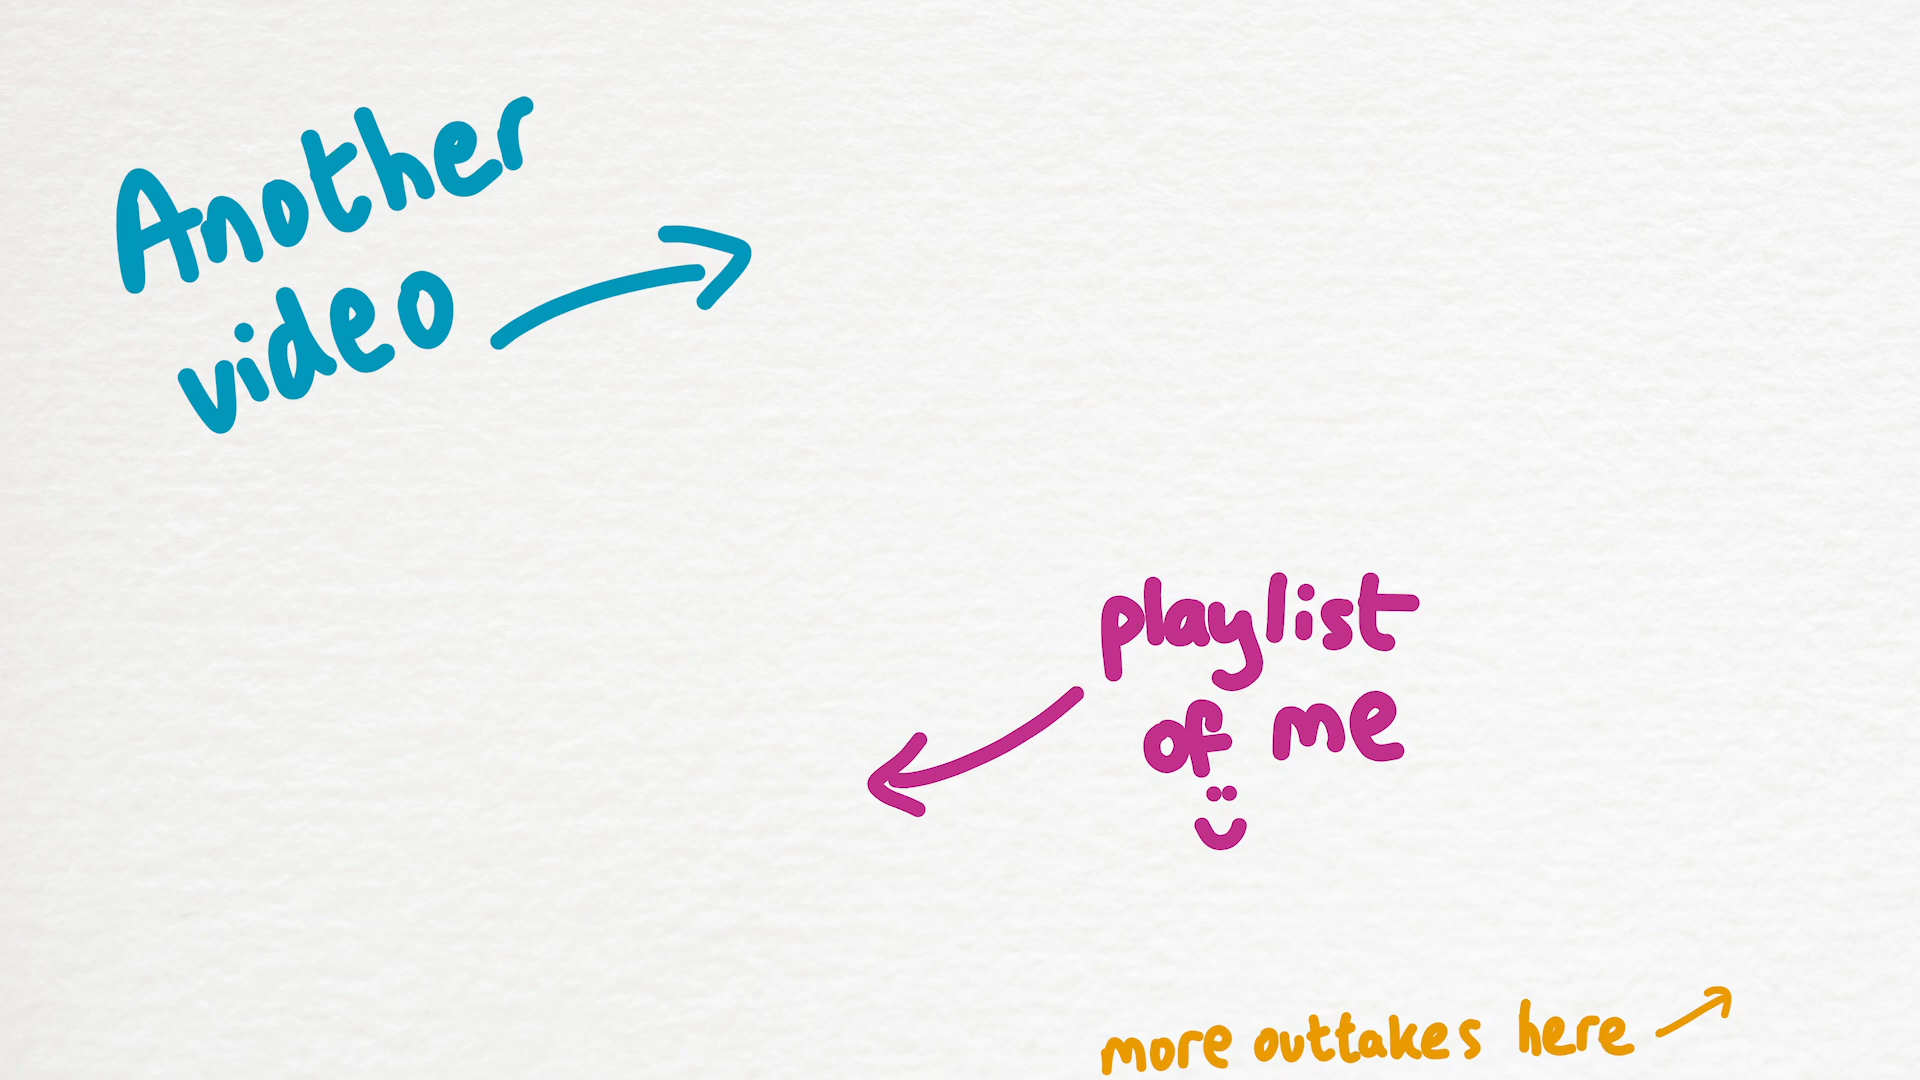 Another
video
playlist
of me
more outtakes here